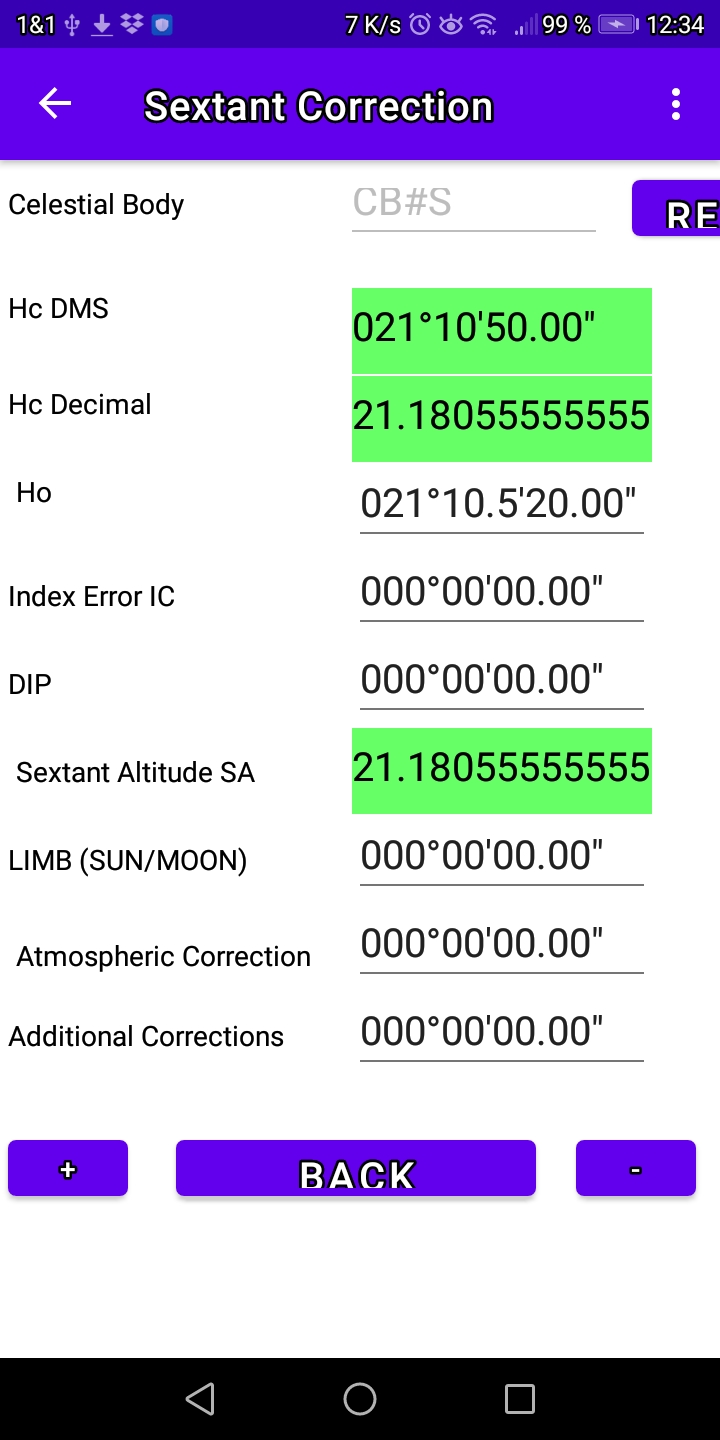 1&1 7 K/s 99 % 12:34
Sextant Correction
Celestial Body CB#S RE
Hc DMS 021°10'50.00"
Hc Decimal 21.18055555555
Ho 021°10.5'20.00"
Index Error IC 000°00'00.00"
DIP 000°00'00.00"
Sextant Altitude SA 21.18055555555
LIMB (SUN/MOON) 000°00'00.00"
Atmospheric Correction 000°00'00.00"
Additional Corrections 000°00'00.00"
+ BACK -